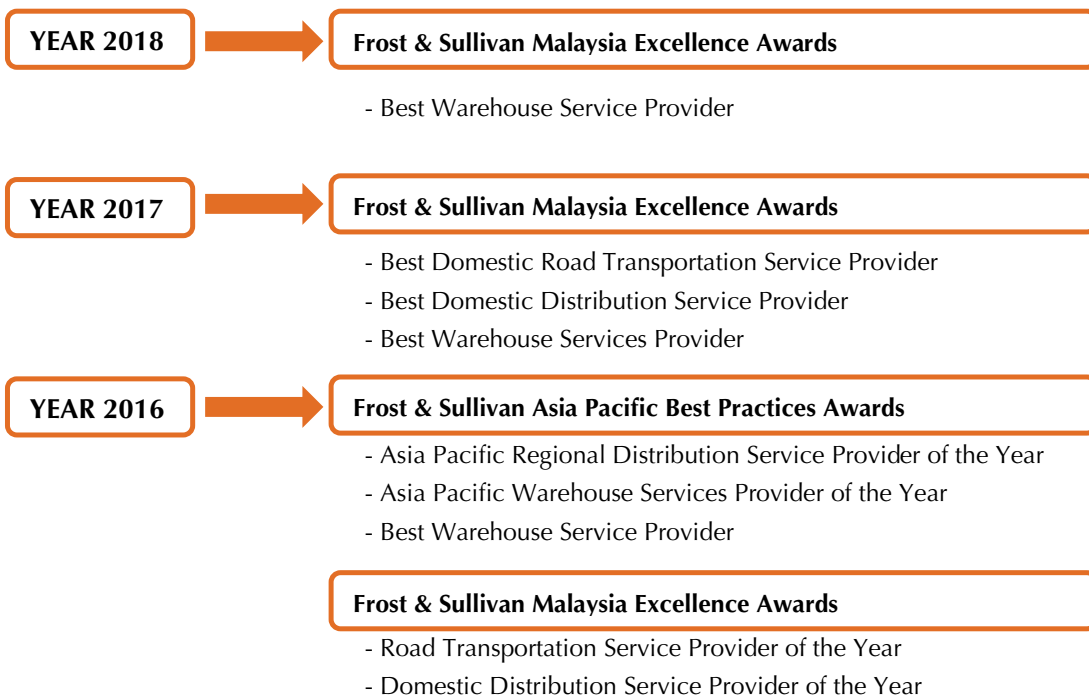 YEAR 2018
Frost & Sullivan Malaysia Excellence Awards
- Best Warehouse Service Provider
YEAR 2017
Frost & Sullivan Malaysia Excellence Awards
- Best Domestic Road Transportation Service Provider
- Best Domestic Distribution Service Provider
- Best Warehouse Services Provider
YEAR 2016
Frost & Sullivan Asia Pacific Best Practices Awards
- Asia Pacific Regional Distribution Service Provider of the Year
- Asia Pacific Warehouse Services Provider of the Year
- Best Warehouse Service Provider
Frost & Sullivan Malaysia Excellence Awards
- Road Transportation Service Provider of the Year
- Domestic Distribution Service Provider of the Year